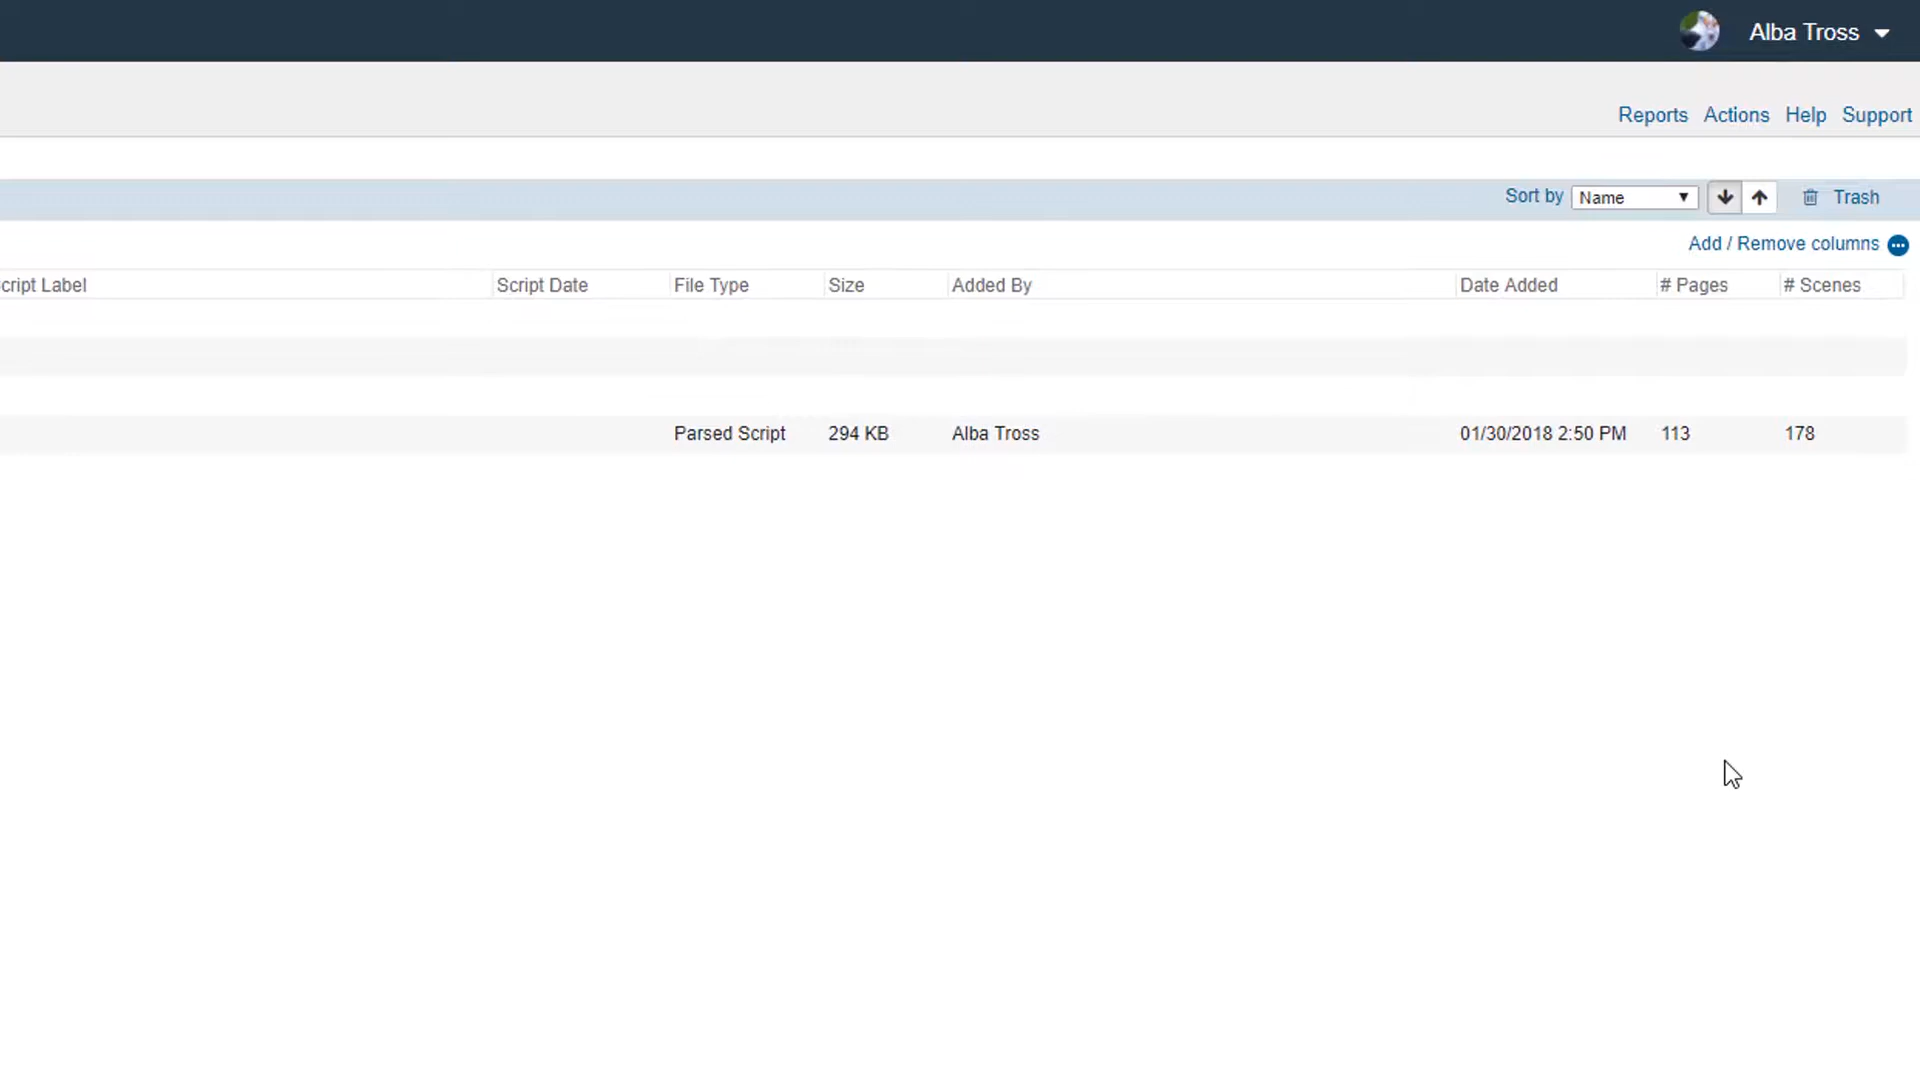 Alba Tross
Reports Actions Help Support
Sort by Name Trash
Add / Remove columns
cript Label Script Date File Type Size Added By Date Added # Pages # Scenes
Parsed Script 294 KB Alba Tross 01/30/2018 2:50 PM 113 178